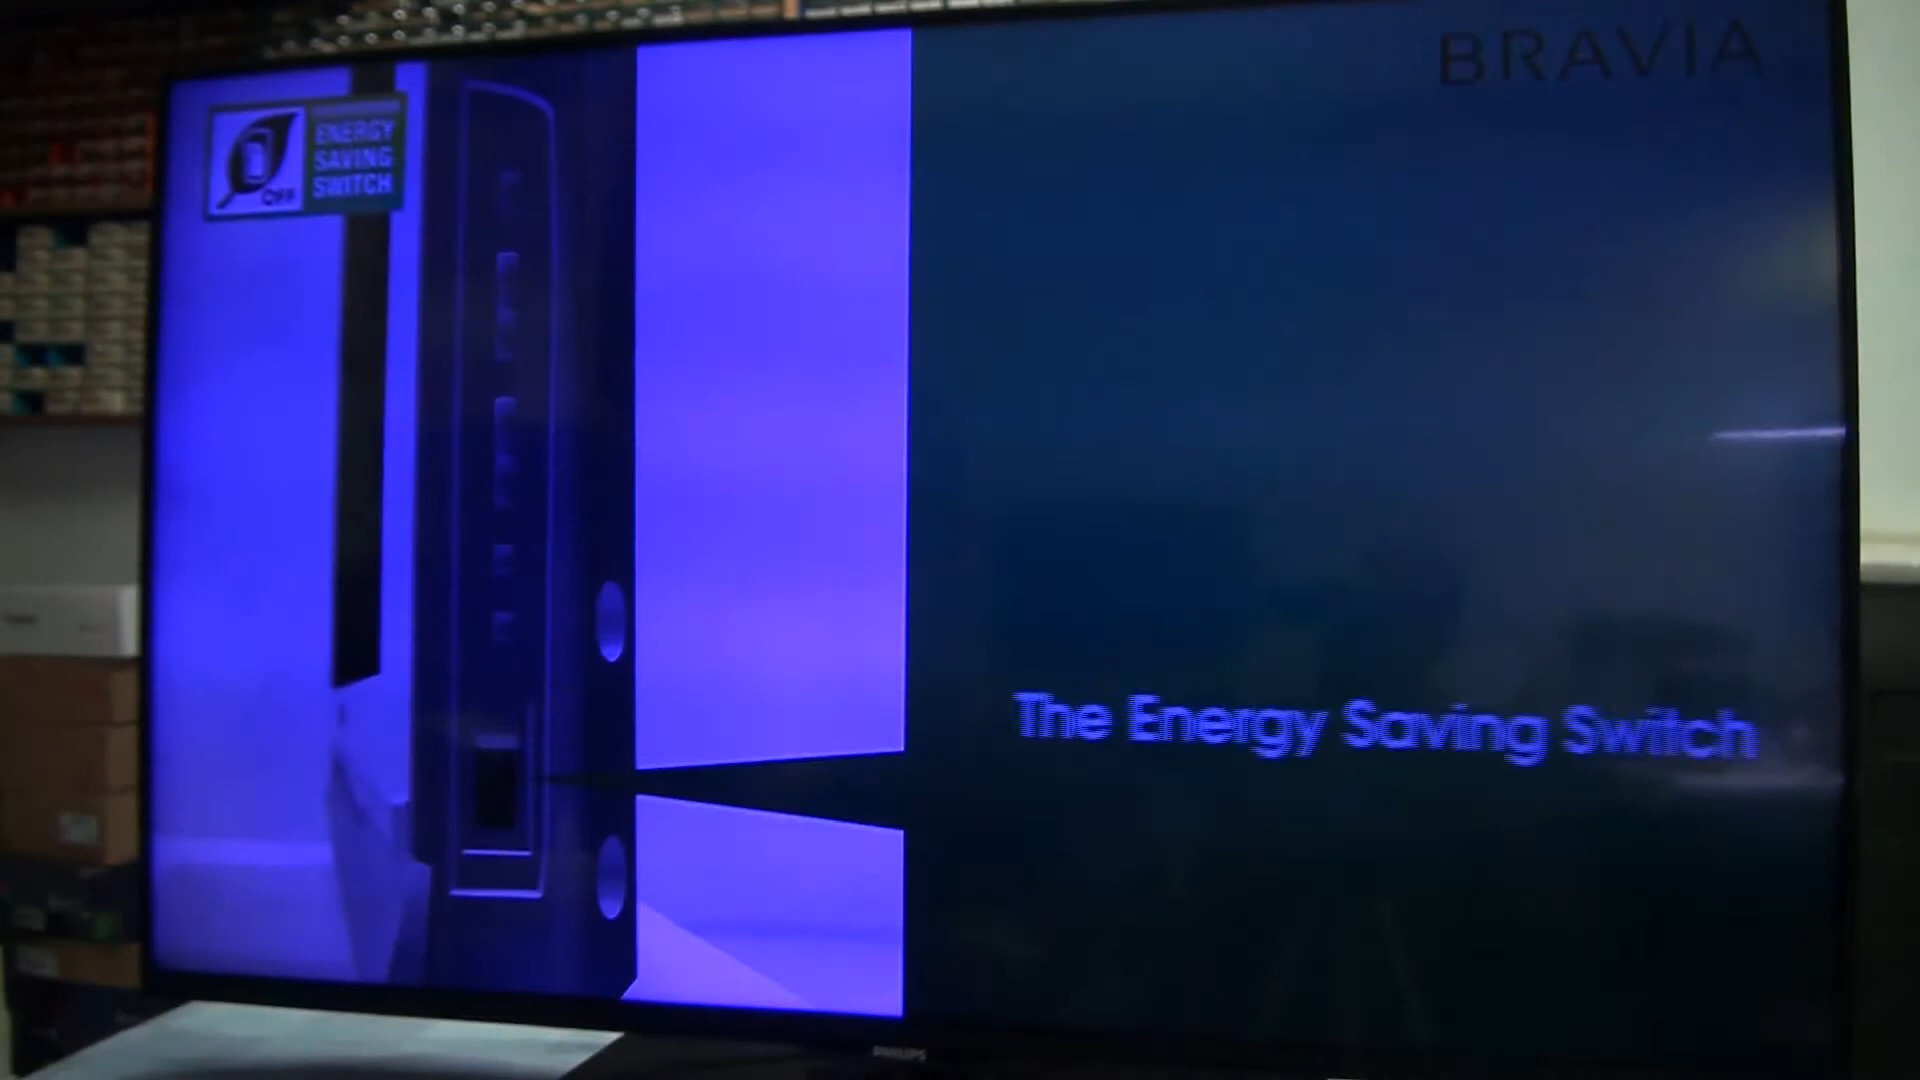 BRAVIA
ENERGY
SAVING
SWITCH
OFF
The Energy Saving Switch
PHILIPS